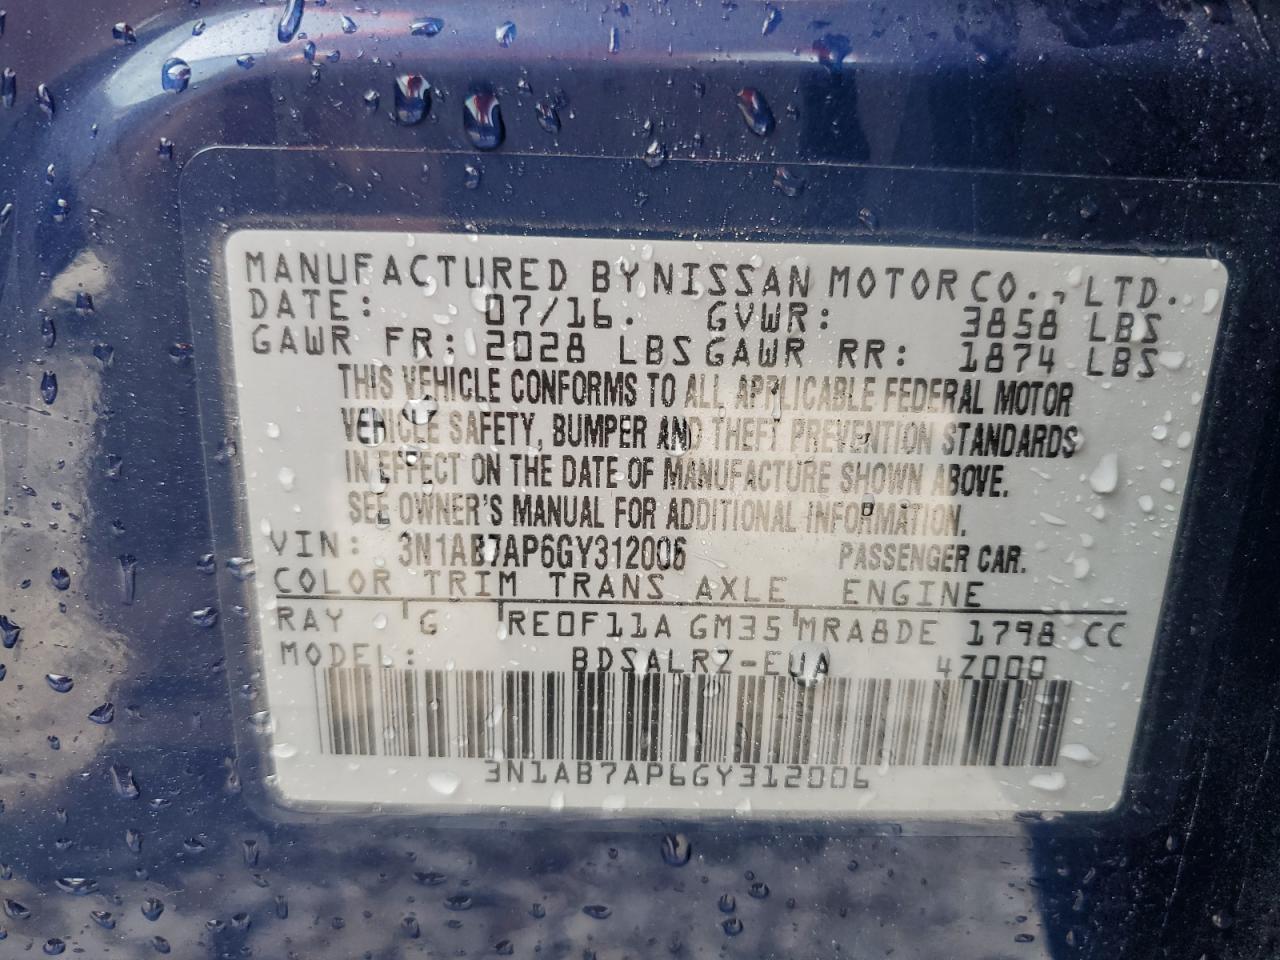 MANUFACTURED BY NISSAN MOTOR CO., LTD.
DATE: 07/16. GVWR: 3858 LBS
GAWR FR: 2028 LBS GAWR RR: 1874 LBS
THIS VEHICLE CONFORMS TO ALL APPLICABLE FEDERAL MOTOR
VEHICLE SAFETY, BUMPER AND THEFT PREVENTION STANDARDS
IN EFFECT ON THE DATE OF MANUFACTURE SHOWN ABOVE.
SEE OWNER'S MANUAL FOR ADDITIONAL INFORMATION.
VIN: 3N1AB7AP6GY312006 PASSENGER CAR.
COLOR TRIM TRANS AXLE ENGINE
RAY G RE0F11A GM35 MRA8DE 1798 CC
MODEL: BDSALRZ-EUA 4Z000
3N1AB7AP6GY312006